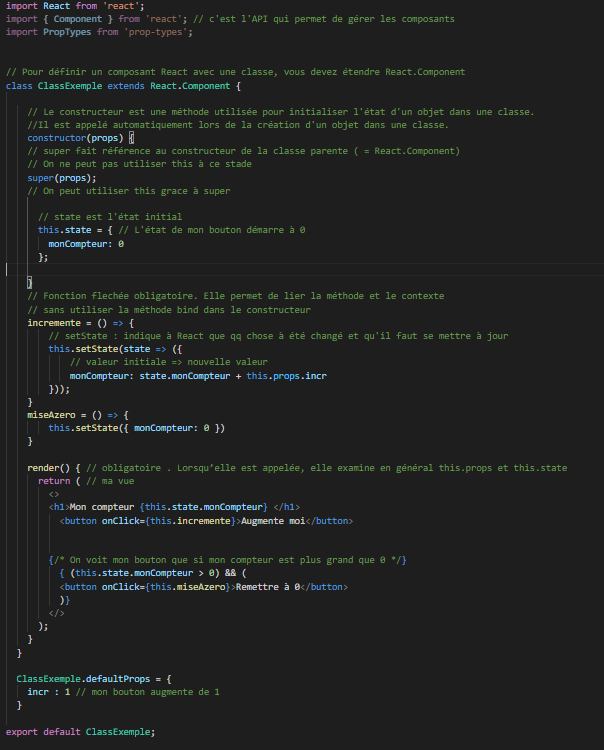 import React from 'react';
import { Component } from 'react'; // c'est l'API qui permet de gérer les composants
import PropTypes from 'prop-types';
// Pour définir un composant React avec une classe, vous devez étendre React.Component
class ClassExemple extends React.Component {
// Le constructeur est une méthode utilisée pour initialiser l'état d'un objet dans une classe.
//Il est appelé automatiquement lors de la création d'un objet dans une classe.
constructor(props) {
// super fait référence au constructeur de la classe parente ( = React.Component)
// On ne peut pas utiliser this à ce stade
super(props);
// On peut utiliser this grace à super
// state est l'état initial
this.state = { // L'état de mon bouton démarre à 0
monCompteur: 0
};
}
// Fonction flechée obligatoire. Elle permet de lier la méthode et le contexte
// sans utiliser la méthode bind dans le constructeur
incremente = () => {
// setState : indique à React que qq chose à été changé et qu'il faut se mettre à jour
this.setState(state => ({
// valeur initiale => nouvelle valeur
monCompteur: state.monCompteur + this.props.incr
}));
}
miseAzero = () => {
this.setState({ monCompteur: 0 })
}
render() { // obligatoire . Lorsqu'elle est appelée, elle examine en général this.props et this.state
return ( // ma vue
<>
<h1>Mon compteur {this.state.monCompteur} </h1>
<button onClick={this.incremente}>Augmente moi</button>
{/* On voit mon bouton que si mon compteur est plus grand que 0 */}
{ (this.state.monCompteur > 0) && (
<button onClick={this.miseAzero}>Remettre à 0</button>
)}
</>
);
}
}
ClassExemple.defaultProps = {
incr : 1 // mon bouton augmente de 1
}
export default ClassExemple;